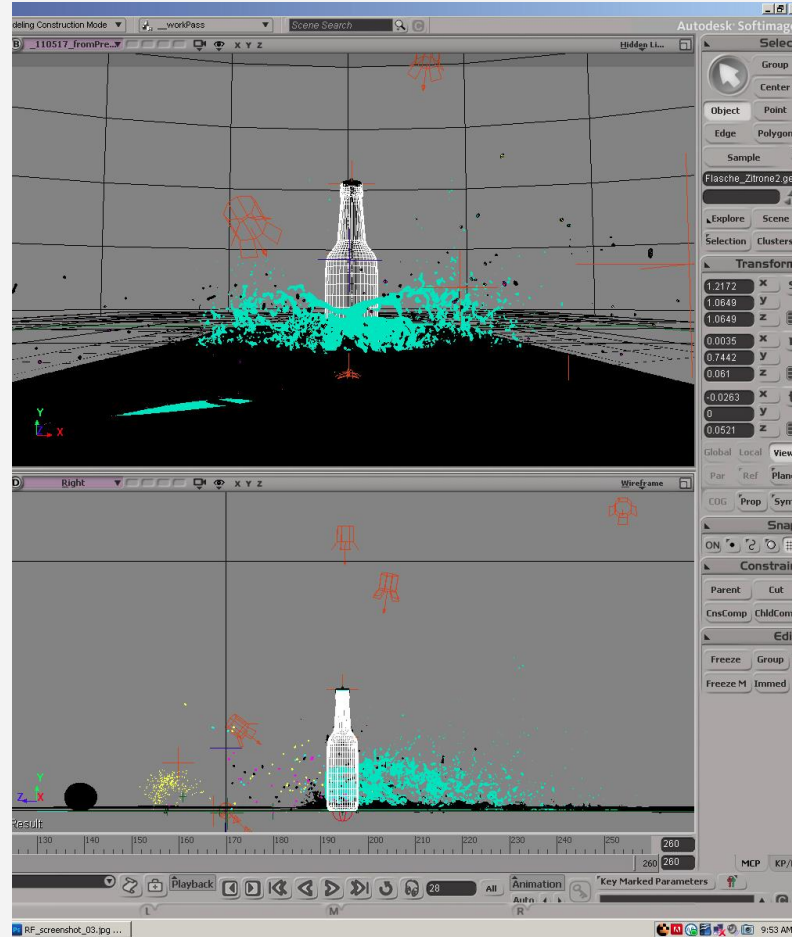 deling Construction Mode
__workPass
Scene Search
Autodesk Softimage
B _110517_fromPre...
X Y Z
Hidden Li...
Selec
Group
Center
Object
Point
Edge
Polygon
Sample
Flasche_Zitrone2.ge
Explore
Scene
Selection
Clusters
Transform
1.2172 x
1.0649 y
1.0649 z
0.0035 x
0.7442 y
0.061 z
-0.0263 x
0 y
0.0521 z
Global Local View
Par Ref Plane
COG Prop Sym
Snap
ON
Constrain
Parent
Cut
CnsComp
ChldCom
Edi
Freeze
Group
Freeze M
Immed
Y
Z X
D Right
X Y Z
Wireframe
Y
Z X
Result
130 140 150 160 170 180 190 200 210 220 230 240 250 260
260 260
MCP KP/
Playback
28
All
Animation
Auto
Key Marked Parameters
L M R
RF_screenshot_03.jpg ...
9:53 AM